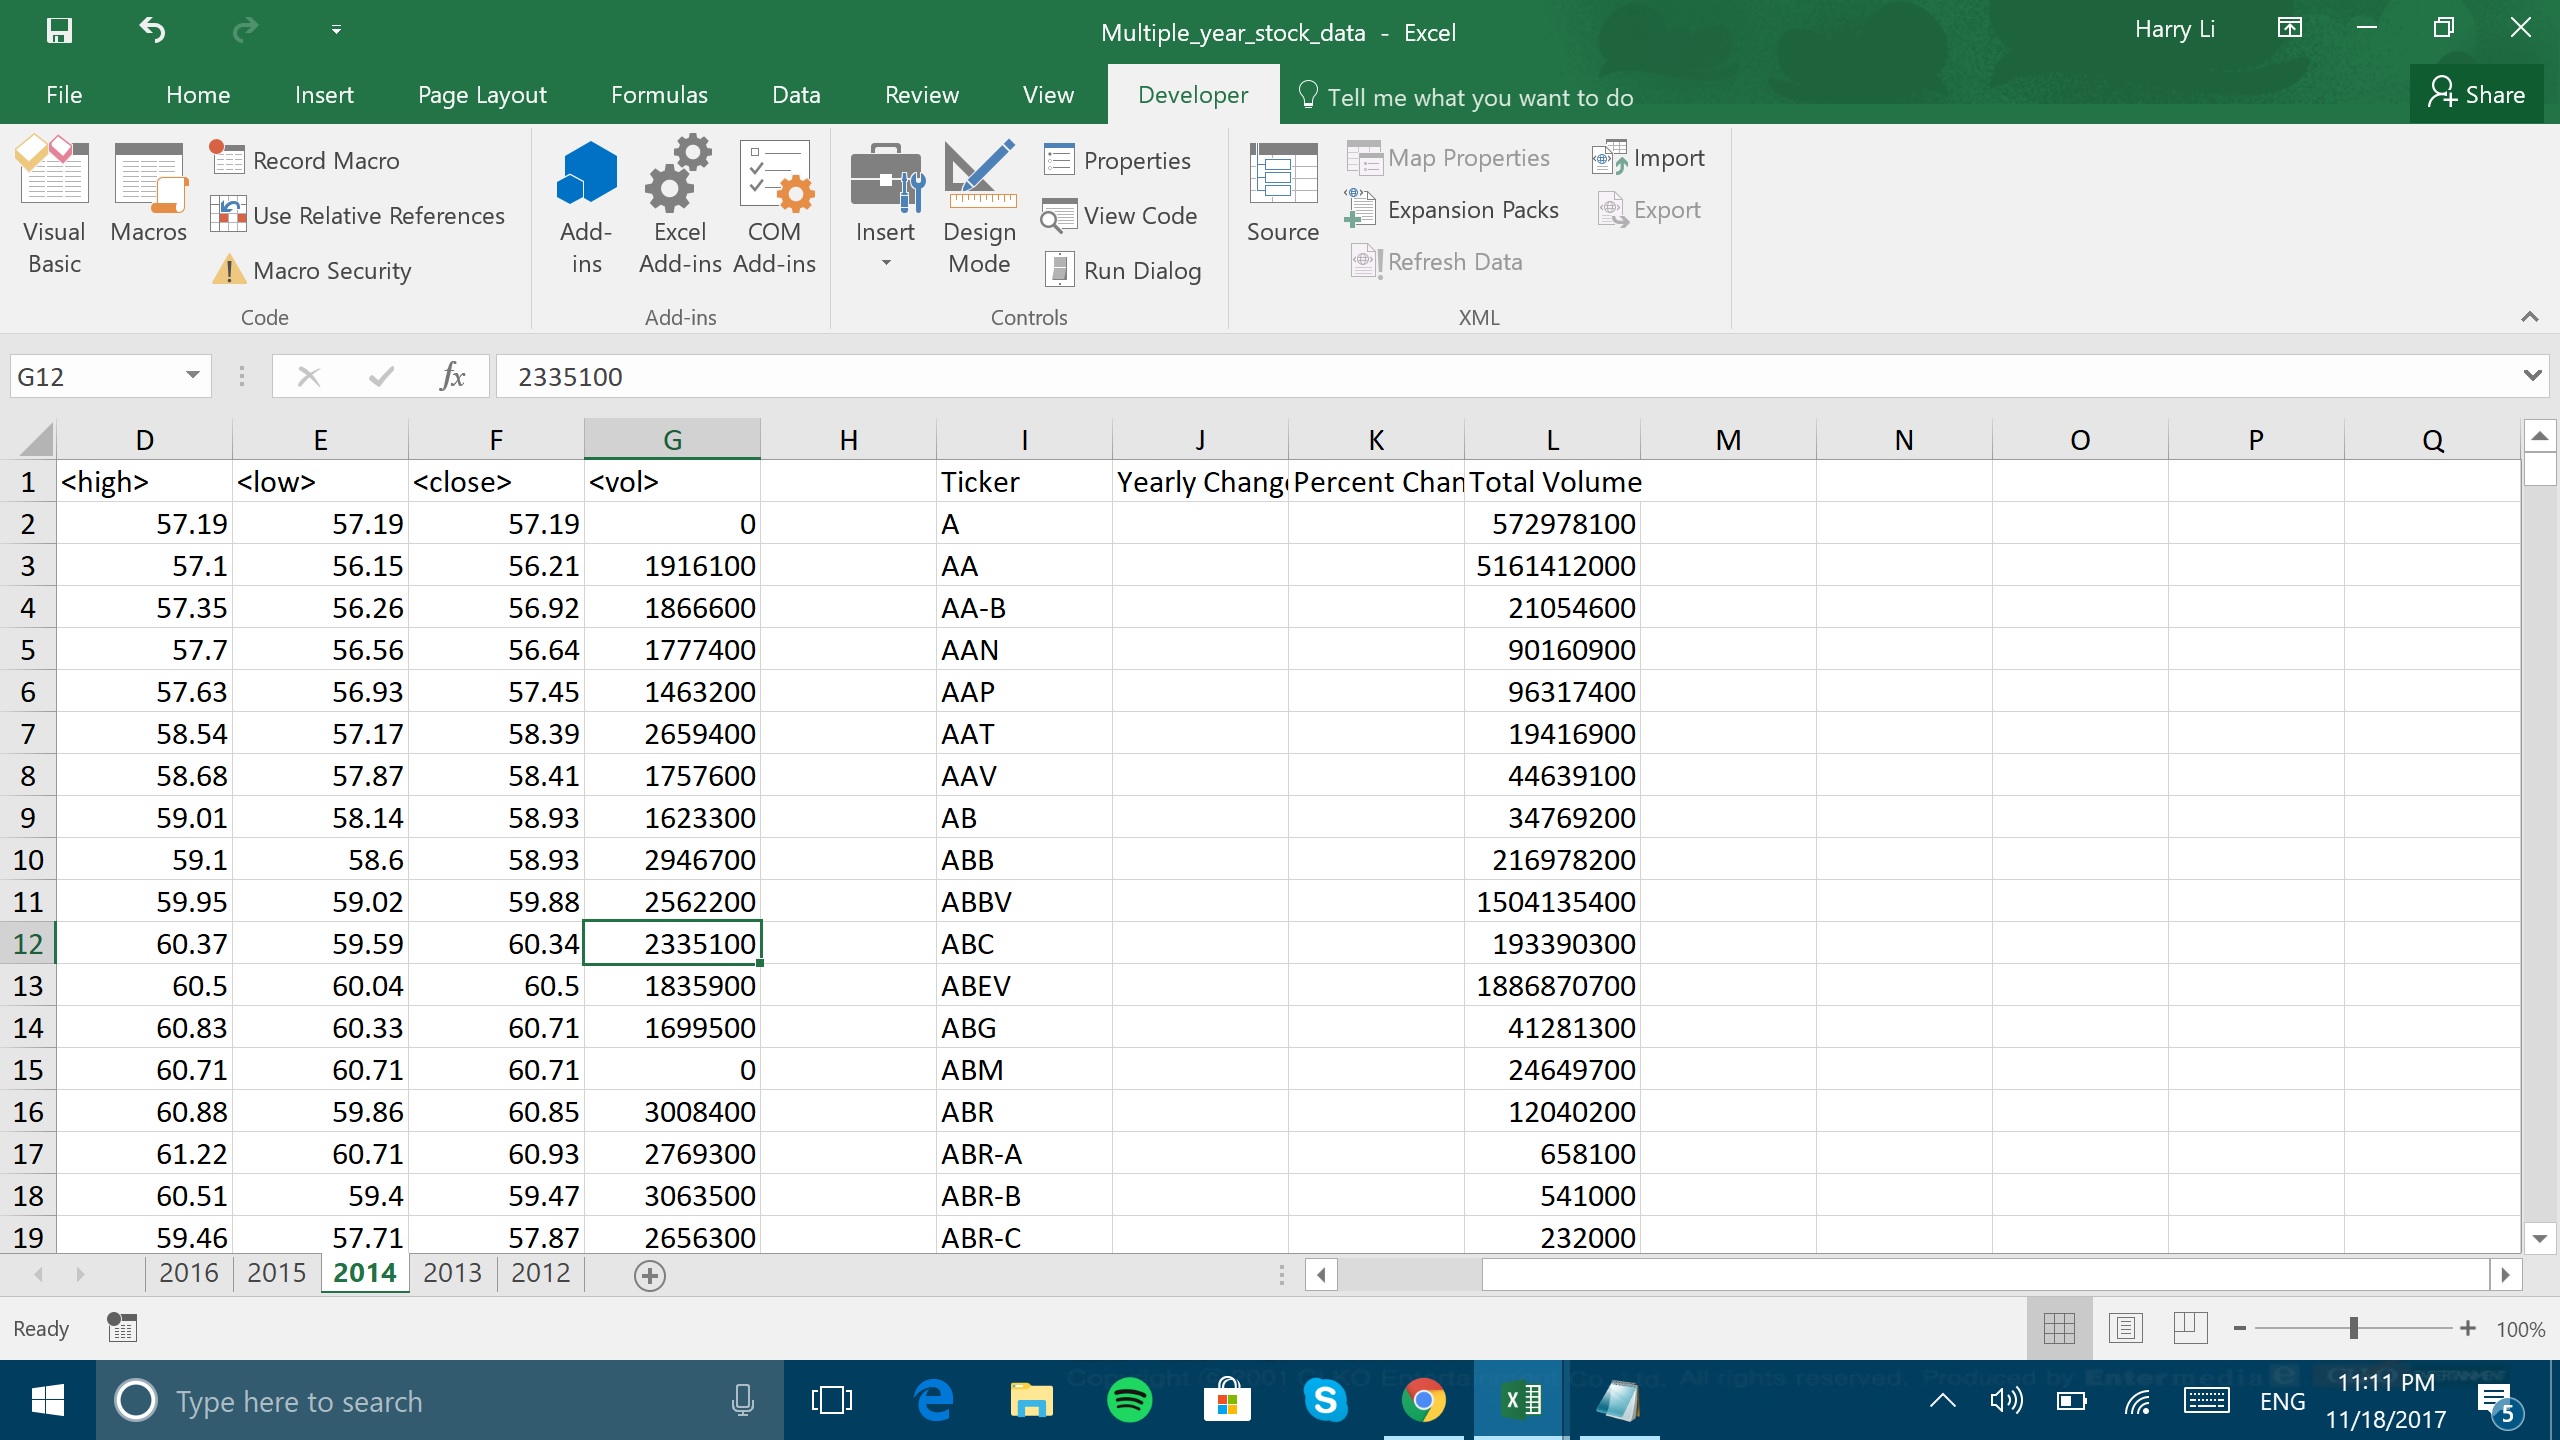 Multiple_year_stock_data - Excel
Harry Li
File Home Insert Page Layout Formulas Data Review View Developer Tell me what you want to do Share
Visual Basic
Macros
Record Macro
Use Relative References
Macro Security
Code
Add-ins
Excel Add-ins
COM Add-ins
Add-ins
Insert
Design Mode
Properties
View Code
Run Dialog
Controls
Source
Map Properties
Expansion Packs
Refresh Data
Import
Export
XML
G12 fx 2335100
D E F G H I J K L M N O P Q
1 <high> <low> <close> <vol> Ticker Yearly Change Percent Chan Total Volume
2 57.19 57.19 57.19 0 A 572978100
3 57.1 56.15 56.21 1916100 AA 5161412000
4 57.35 56.26 56.92 1866600 AA-B 21054600
5 57.7 56.56 56.64 1777400 AAN 90160900
6 57.63 56.93 57.45 1463200 AAP 96317400
7 58.54 57.17 58.39 2659400 AAT 19416900
8 58.68 57.87 58.41 1757600 AAV 44639100
9 59.01 58.14 58.93 1623300 AB 34769200
10 59.1 58.6 58.93 2946700 ABB 216978200
11 59.95 59.02 59.88 2562200 ABBV 1504135400
12 60.37 59.59 60.34 2335100 ABC 193390300
13 60.5 60.04 60.5 1835900 ABEV 1886870700
14 60.83 60.33 60.71 1699500 ABG 41281300
15 60.71 60.71 60.71 0 ABM 24649700
16 60.88 59.86 60.85 3008400 ABR 12040200
17 61.22 60.71 60.93 2769300 ABR-A 658100
18 60.51 59.4 59.47 3063500 ABR-B 541000
19 59.46 57.71 57.87 2656300 ABR-C 232000
2016 2015 2014 2013 2012
Ready 100%
Type here to search
ENG
11:11 PM
11/18/2017
5